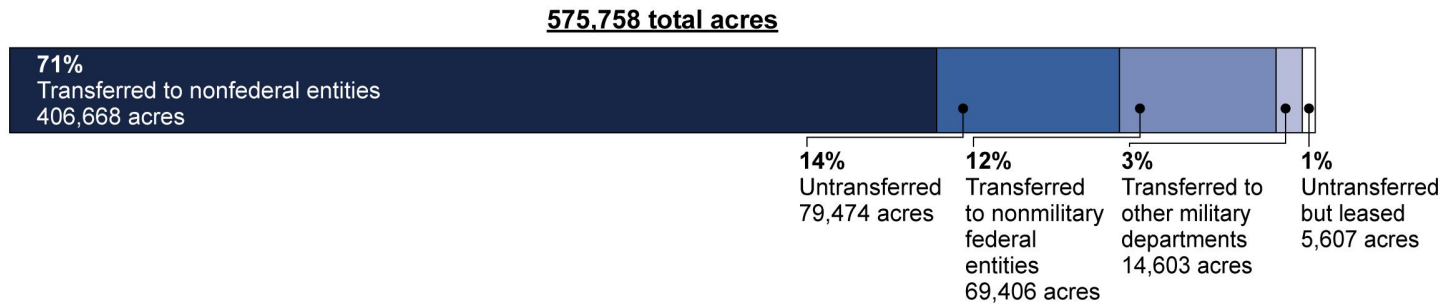 575,758 total acres
71%
Transferred to nonfederal entities
406,668 acres
14%
Untransferred
79,474 acres
12%
Transferred
to nonmilitary
federal
entities
69,406 acres
3%
Transferred to
other military
departments
14,603 acres
1%
Untransferred
but leased
5,607 acres